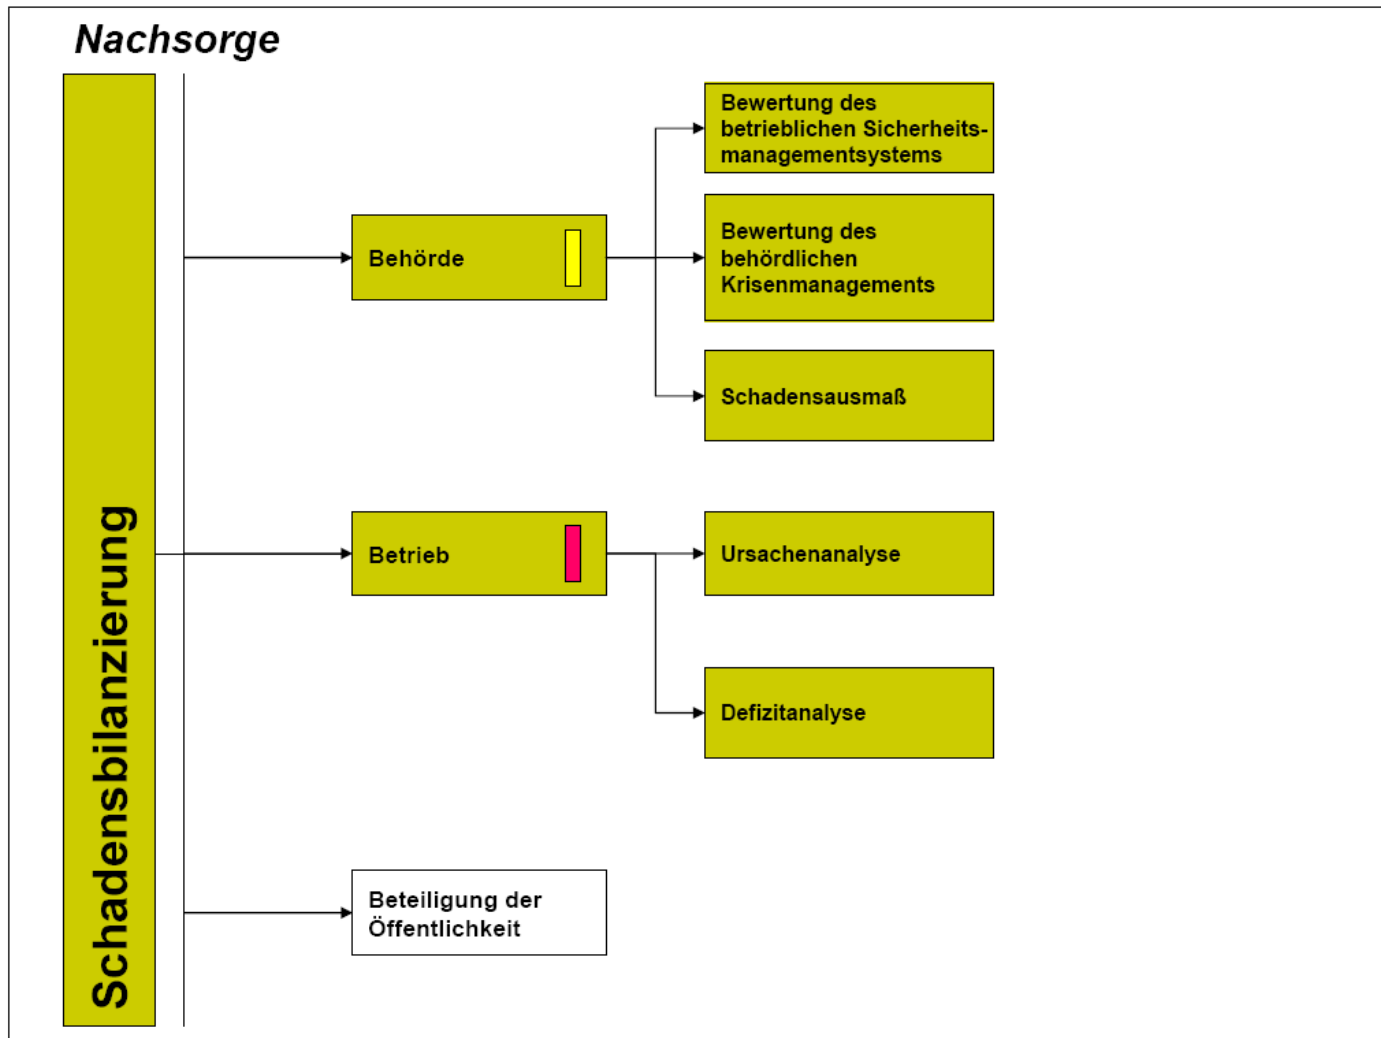 Nachsorge
Schadensbilanzierung
Behörde
Bewertung des
betrieblichen Sicherheits-
managementsystems
Bewertung des
behördlichen
Krisenmanagements
Schadensausmaß
Betrieb
Ursachenanalyse
Defizitanalyse
Beteiligung der
Öffentlichkeit